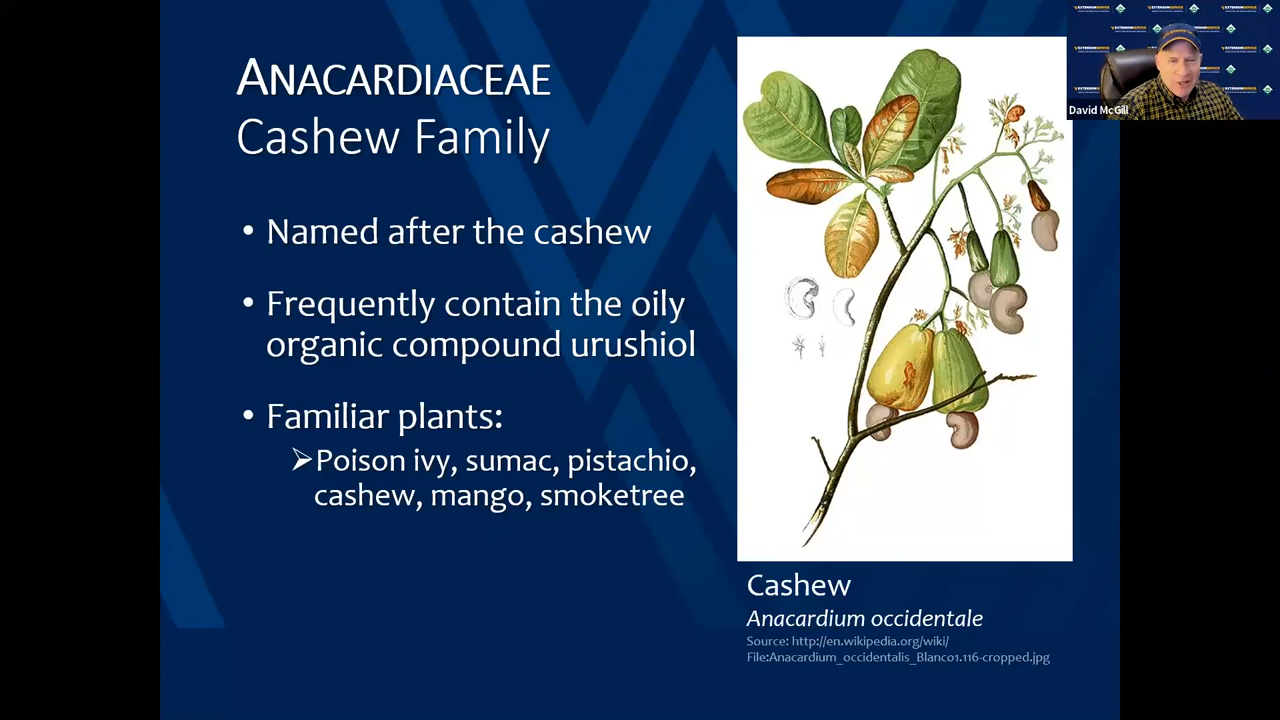 ANACARDIACEAE
Cashew Family
• Named after the cashew
• Frequently contain the oily
organic compound urushiol
• Familiar plants:
➢Poison ivy, sumac, pistachio,
cashew, mango, smoketree
Cashew
Anacardium occidentale
Source: http://en.wikipedia.org/wiki/
File:Anacardium_occidentalis_Blanco1.116-cropped.jpg
EXTENSIONSERVICE
David McGill